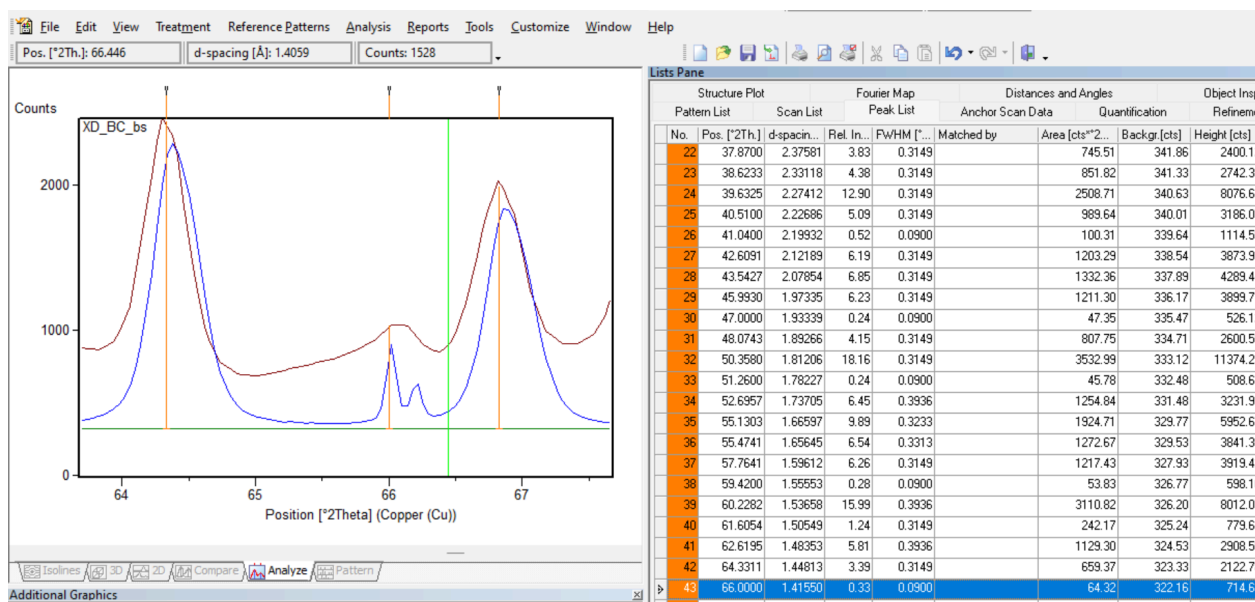 File Edit View Treatment Reference Patterns Analysis Reports Tools Customize Window Help
Pos. [°2Th.]: 66.446 d-spacing [Å]: 1.4059 Counts: 1528
Lists Pane
Structure Plot Fourier Map Distances and Angles Object Insp
Pattern List Scan List Peak List Anchor Scan Data Quantification Refinem
No. Pos. [°2Th.] d-spacin... Rel. In... FWHM [°... Matched by Area [cts*°2... Backgr.[cts] Height [cts]
22 37.8700 2.37581 3.83 0.3149 745.51 341.86 2400.1
23 38.6233 2.33118 4.38 0.3149 851.82 341.33 2742.3
24 39.6325 2.27412 12.90 0.3149 2508.71 340.63 8076.6
25 40.5100 2.22686 5.09 0.3149 989.64 340.01 3186.0
26 41.0400 2.19932 0.52 0.0900 100.31 339.64 1114.5
27 42.6091 2.12189 6.19 0.3149 1203.29 338.54 3873.9
28 43.5427 2.07854 6.85 0.3149 1332.36 337.89 4289.4
29 45.9930 1.97335 6.23 0.3149 1211.30 336.17 3899.7
30 47.0000 1.93339 0.24 0.0900 47.35 335.47 526.1
31 48.0743 1.89266 4.15 0.3149 807.75 334.71 2600.5
32 50.3580 1.81206 18.16 0.3149 3532.99 333.12 11374.2
33 51.2600 1.78227 0.24 0.0900 45.78 332.48 508.6
34 52.6957 1.73705 6.45 0.3936 1254.84 331.48 3231.9
35 55.1303 1.66597 9.89 0.3233 1924.71 329.77 5952.6
36 55.4741 1.65645 6.54 0.3313 1272.67 329.53 3841.3
37 57.7641 1.59612 6.26 0.3149 1217.43 327.93 3919.4
38 59.4200 1.55553 0.28 0.0900 53.83 326.77 598.1
39 60.2282 1.53658 15.99 0.3936 3110.82 326.20 8012.0
40 61.6054 1.50549 1.24 0.3149 242.17 325.24 779.6
41 62.6195 1.48353 5.81 0.3936 1129.30 324.53 2908.5
42 64.3311 1.44813 3.39 0.3149 659.37 323.33 2122.7
43 66.0000 1.41550 0.33 0.0900 64.32 322.16 714.6
Counts
XD_BC_bs
2000
1000
0
64 65 66 67
Position [°2Theta] (Copper (Cu))
Isolines 3D 2D Compare Analyze Pattern
Additional Graphics